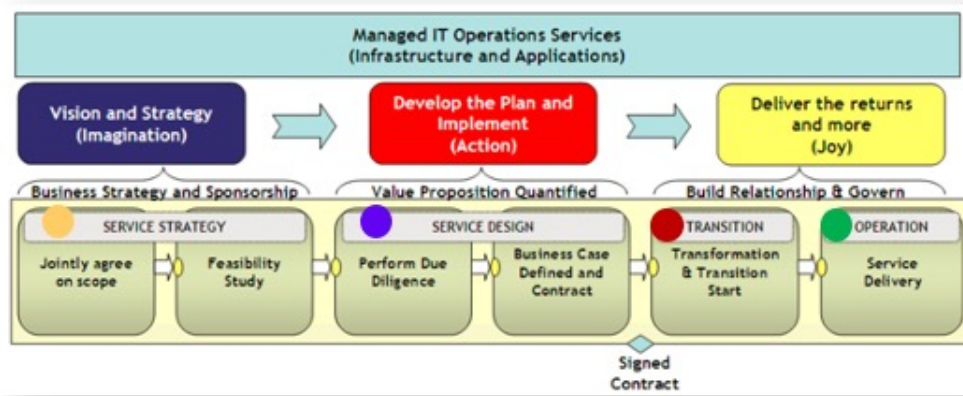 Managed IT Operations Services
(Infrastructure and Applications)
Vision and Strategy
(Imagination)
Develop the Plan and
Implement
(Action)
Deliver the returns
and more
(Joy)
Business Strategy and Sponsorship
Value Proposition Quantified
Build Relationship & Govern
SERVICE STRATEGY
SERVICE DESIGN
TRANSITION
OPERATION
Jointly agree
on scope
Feasibility
Study
Perform Due
Diligence
Business Case
Defined and
Contract
Transformation
& Transition
Start
Service
Delivery
Signed
Contract